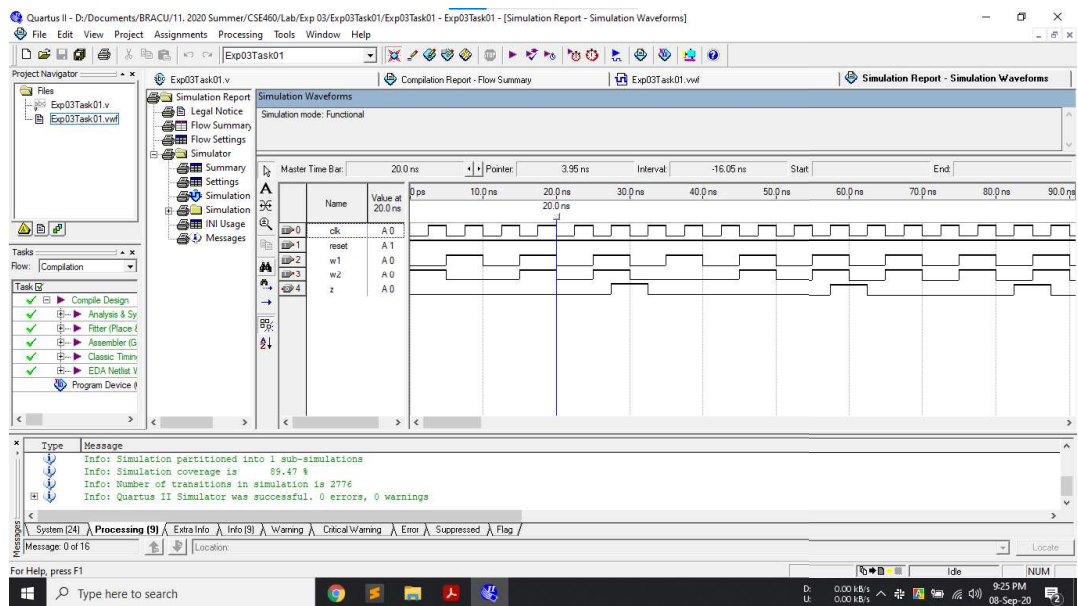 Quartus II - D:/Documents/BRACU/11. 2020 Summer/CSE460/Lab/Exp 03/Exp03Task01/Exp03Task01 - Exp03Task01 - [Simulation Report - Simulation Waveforms]
File Edit View Project Assignments Processing Tools Window Help
Exp03Task01
Project Navigator
Files
Exp03Task01.v
Exp03Task01.vwf
Tasks
Flow: Compilation
Task
Compile Design
Analysis & Sy
Fitter (Place &
Assembler (G
Classic Timin
EDA Netlist W
Program Device (
Exp03Task01.v
Compilation Report - Flow Summary
Exp03Task01.vwf
Simulation Report - Simulation Waveforms
Simulation Report
Legal Notice
Flow Summary
Flow Settings
Simulator
Summary
Settings
Simulation
Simulation
INI Usage
Messages
Simulation Waveforms
Simulation mode: Functional
Master Time Bar: 20.0 ns Pointer: 3.95 ns Interval: -16.05 ns Start: End:
Name Value at 20.0 ns
0 ps 10.0 ns 20.0 ns 30.0 ns 40.0 ns 50.0 ns 60.0 ns 70.0 ns 80.0 ns 90.0 ns
20.0 ns
0 clk A 0
1 reset A 1
2 w1 A 0
3 w2 A 0
4 z A 0
Type Message
Info: Simulation partitioned into 1 sub-simulations
Info: Simulation coverage is 89.47 %
Info: Number of transitions in simulation is 2776
Info: Quartus II Simulator was successful. 0 errors, 0 warnings
System (24) Processing (9) Extra Info Info (9) Warning Critical Warning Error Suppressed Flag
Messages
Message: 0 of 16 Location: Locate
For Help, press F1 Idle NUM
Type here to search
D: 0.00 kB/s
U: 0.00 kB/s
9:25 PM
08-Sep-20
2